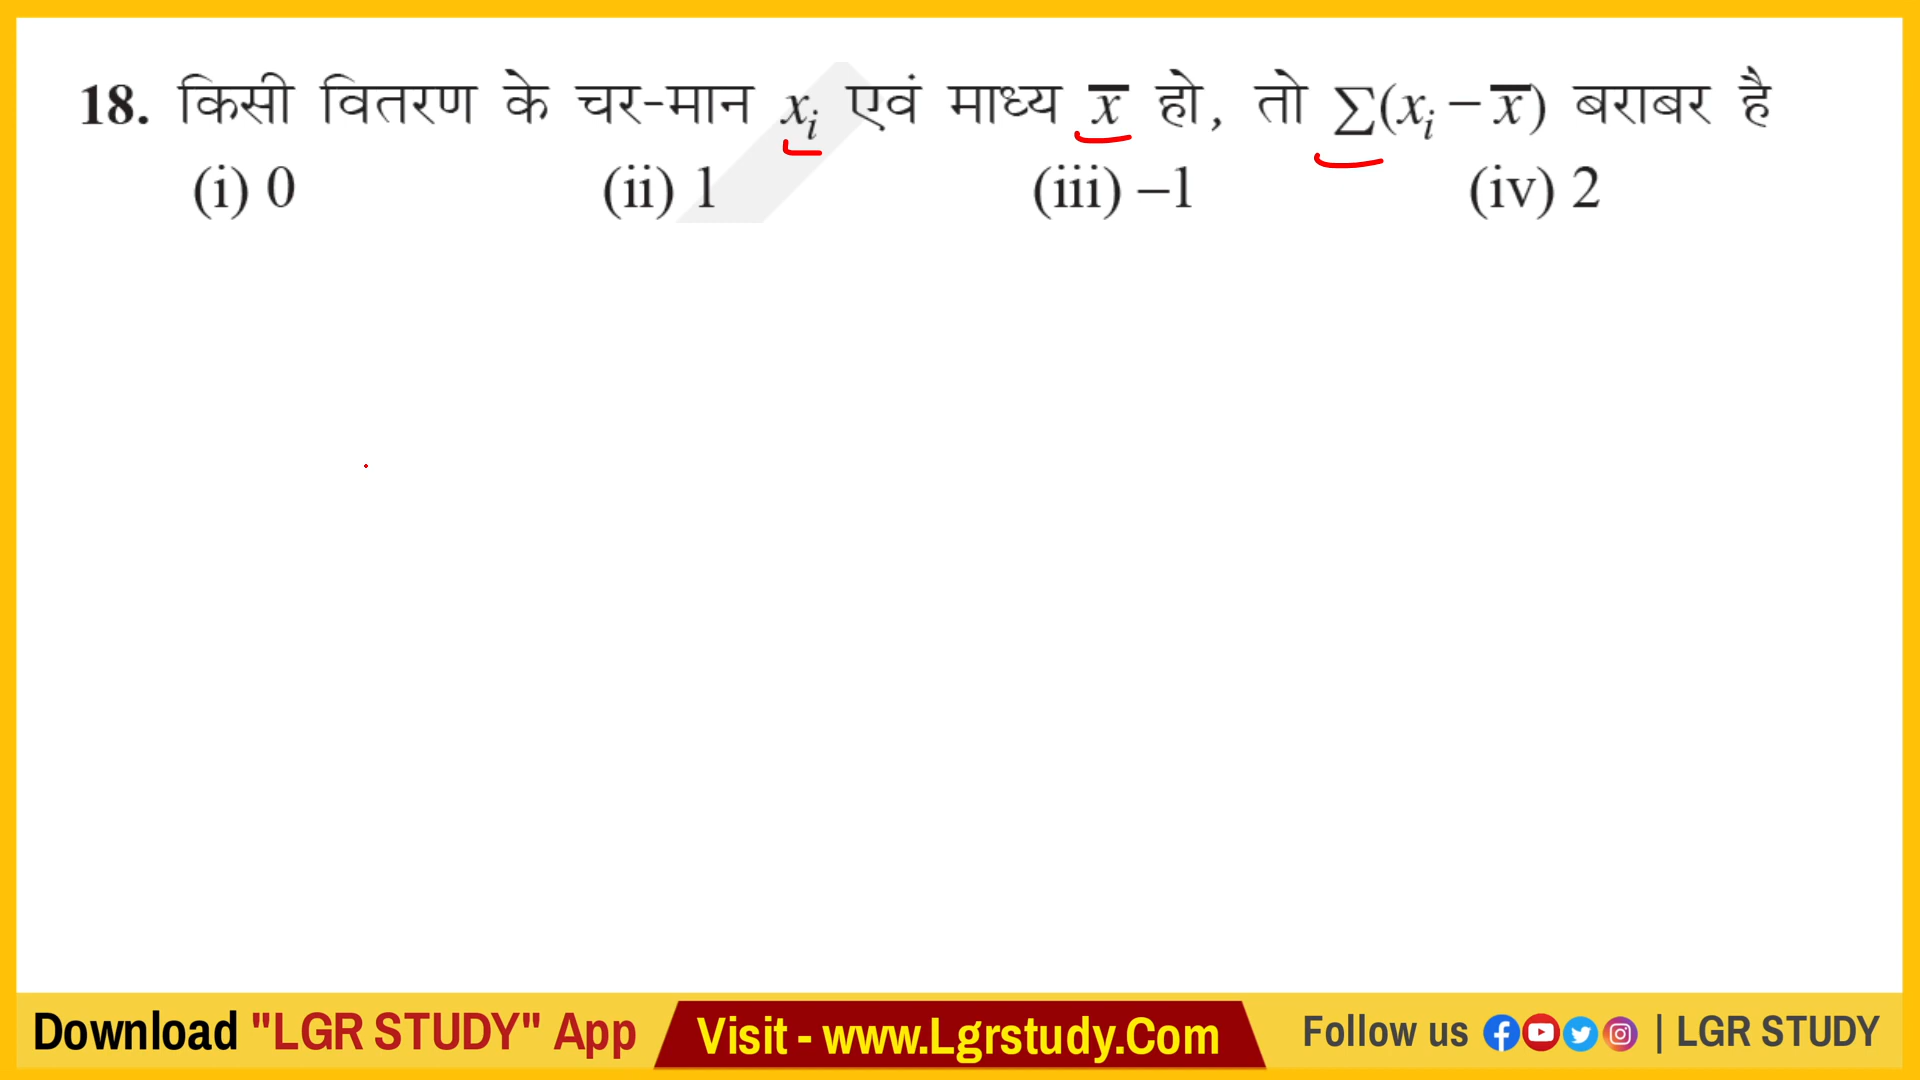 18. किसी वितरण के चर-मान xᵢ एवं माध्य x̅ हो, तो ∑(xᵢ – x̅) बराबर है
(i) 0 (ii) 1 (iii) –1 (iv) 2
Download "LGR STUDY" App Visit - www.Lgrstudy.Com Follow us | LGR STUDY